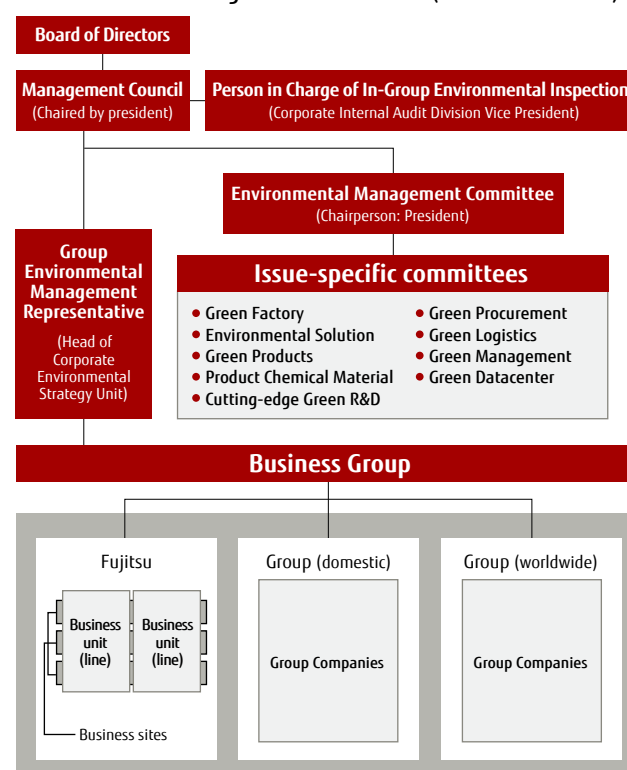 Board of Directors
Management Council
(Chaired by president)
Person in Charge of In-Group Environmental Inspection
(Corporate Internal Audit Division Vice President)
Environmental Management Committee
(Chairperson: President)
Group
Environmental
Management
Representative
(Head of
Corporate
Environmental
Strategy Unit)
Issue-specific committees
• Green Factory
• Environmental Solution
• Green Products
• Product Chemical Material
• Cutting-edge Green R&D
• Green Procurement
• Green Logistics
• Green Management
• Green Datacenter
Business Group
Fujitsu
Business
unit
(line)
Business
unit
(line)
Business sites
Group (domestic)
Group Companies
Group (worldwide)
Group Companies